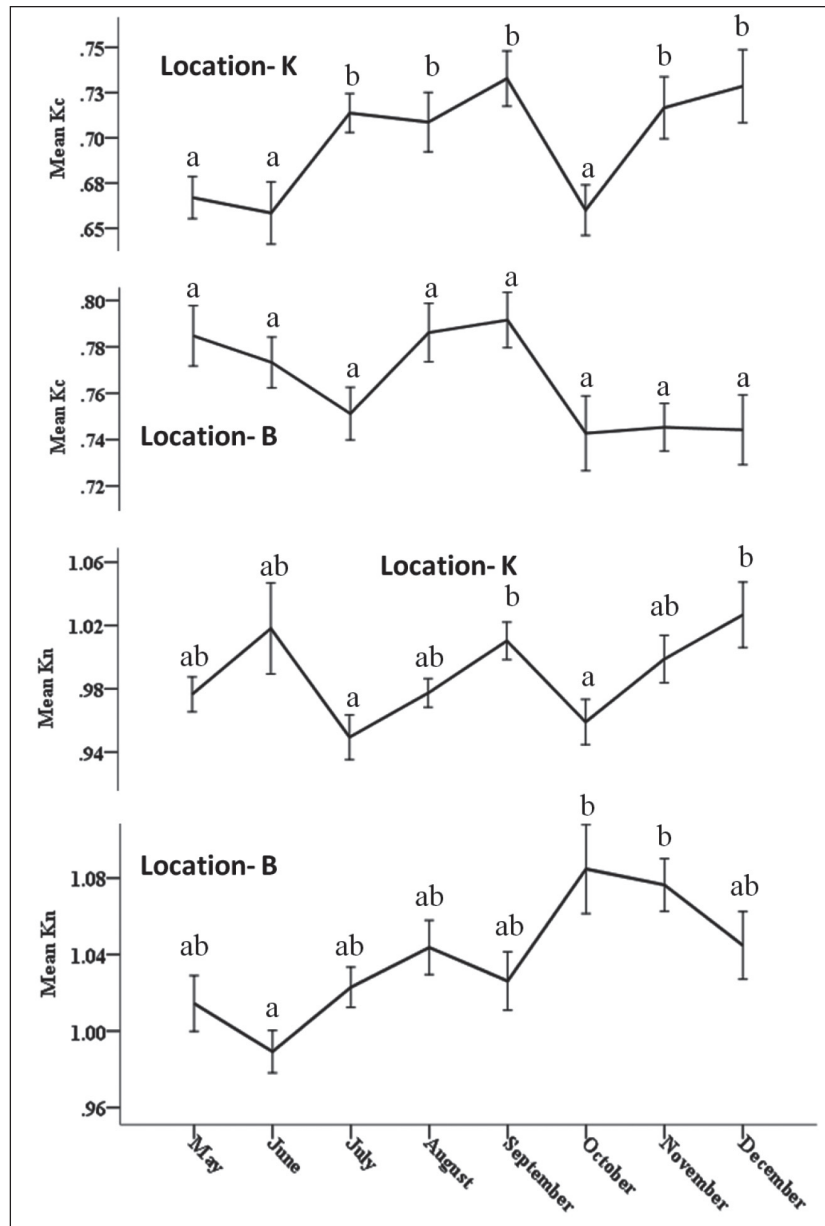 Location- K
Mean Kc
.75
.73
.70
.68
.65
a
a
b
b
b
a
b
b
Location- B
Mean Kc
.80
.78
.76
.74
.72
a
a
a
a
a
a
a
a
Location- K
Mean Kn
1.06
1.02
.98
.94
ab
ab
a
ab
b
a
ab
b
Location- B
Mean Kn
1.08
1.04
1.00
.96
ab
a
ab
ab
ab
b
b
ab
May
June
July
August
September
October
November
December